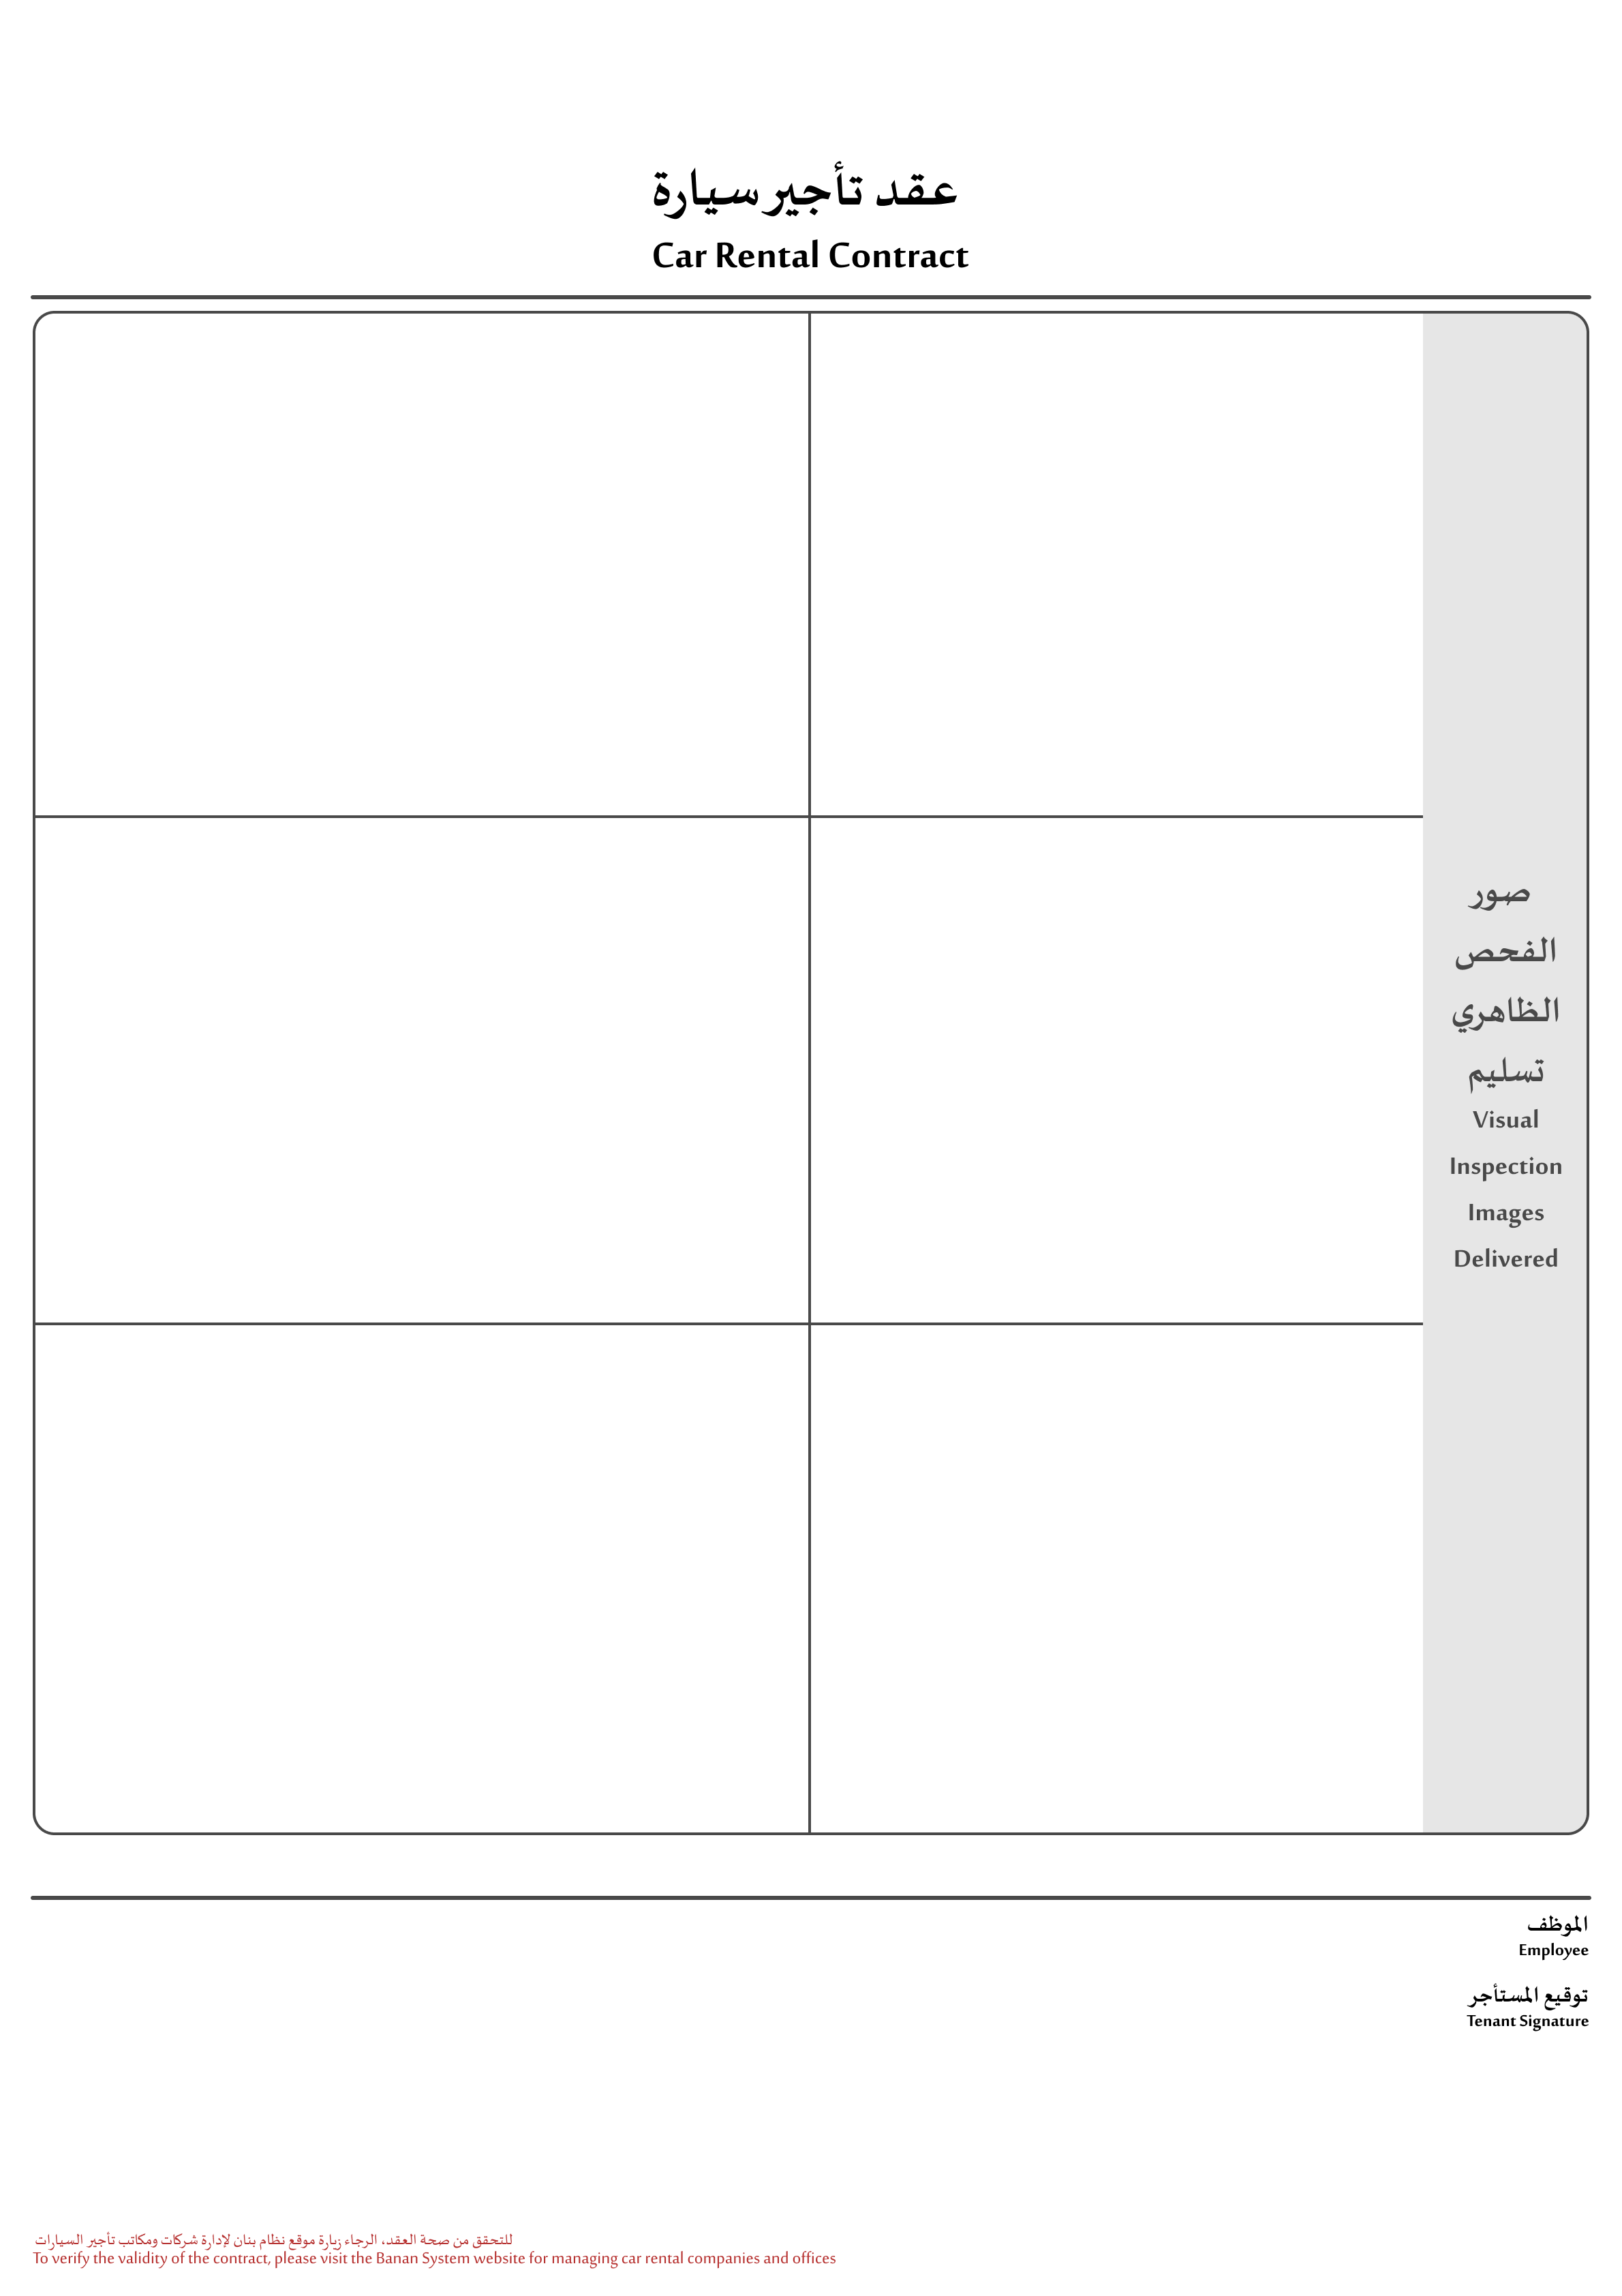 عقد تأجير سيارة
Car Rental Contract
صور
الفحص
الظاهري
تسليم
Visual
Inspection
Images
Delivered
الموظف
Employee
توقيع المستأجر
Tenant Signature
للتحقق من صحة العقد، الرجاء زيارة موقع نظام بنان لإدارة شركات ومكاتب تأجير السيارات
To verify the validity of the contract, please visit the Banan System website for managing car rental companies and offices